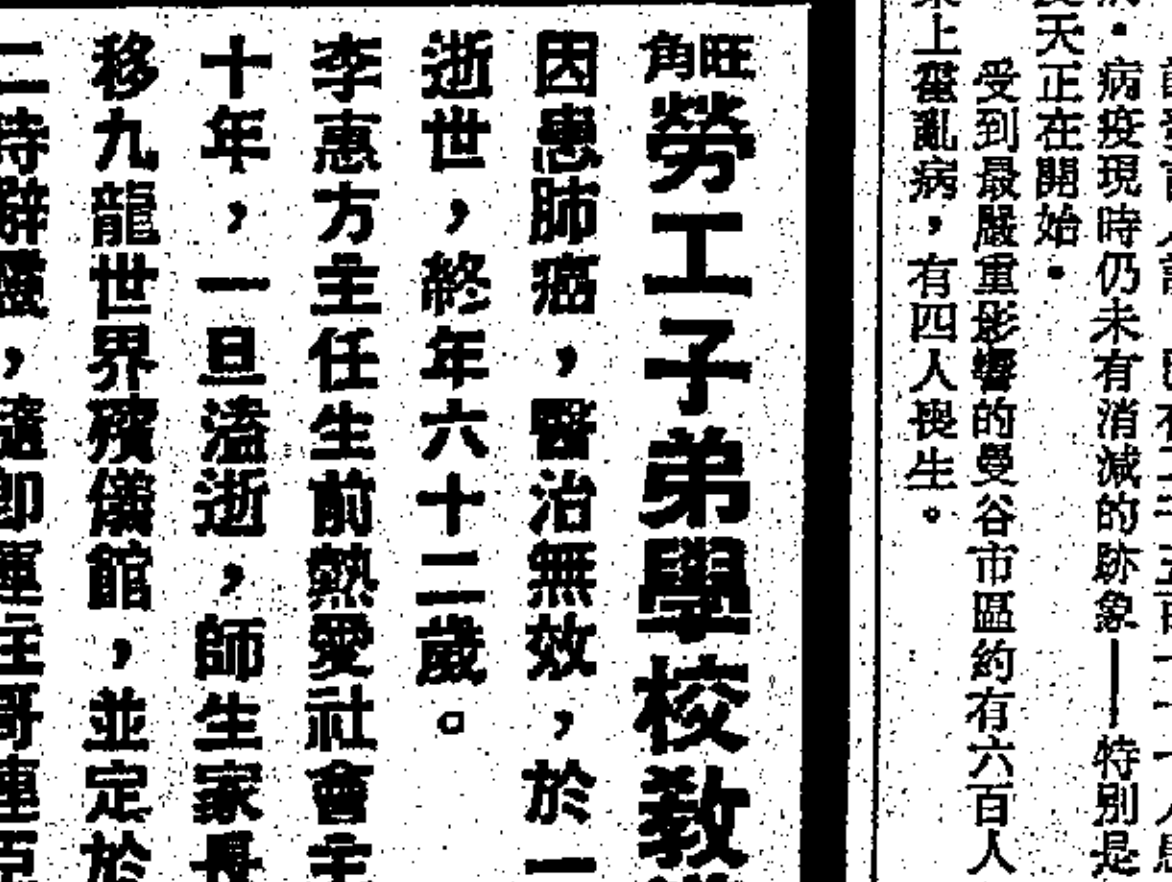 病疫現時仍未有消減的跡象——特別是
天正在開始。
受到最嚴重影響的曼谷市區約有六百人
上霍亂病，有四人喪生。
旺角勞工子弟學校教
因患肺癌，醫治無效，於一
逝世，終年六十二歲。
李惠方主任生前熱愛社會主
十年，一旦溘逝，師生家長
移九龍世界殯儀館，並定於
二時辭靈，隨即運